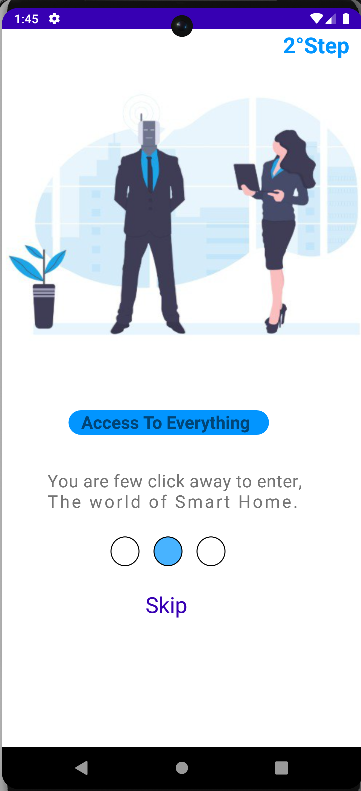 1:45
2°Step
Access To Everything
You are few click away to enter,
The world of Smart Home.
Skip